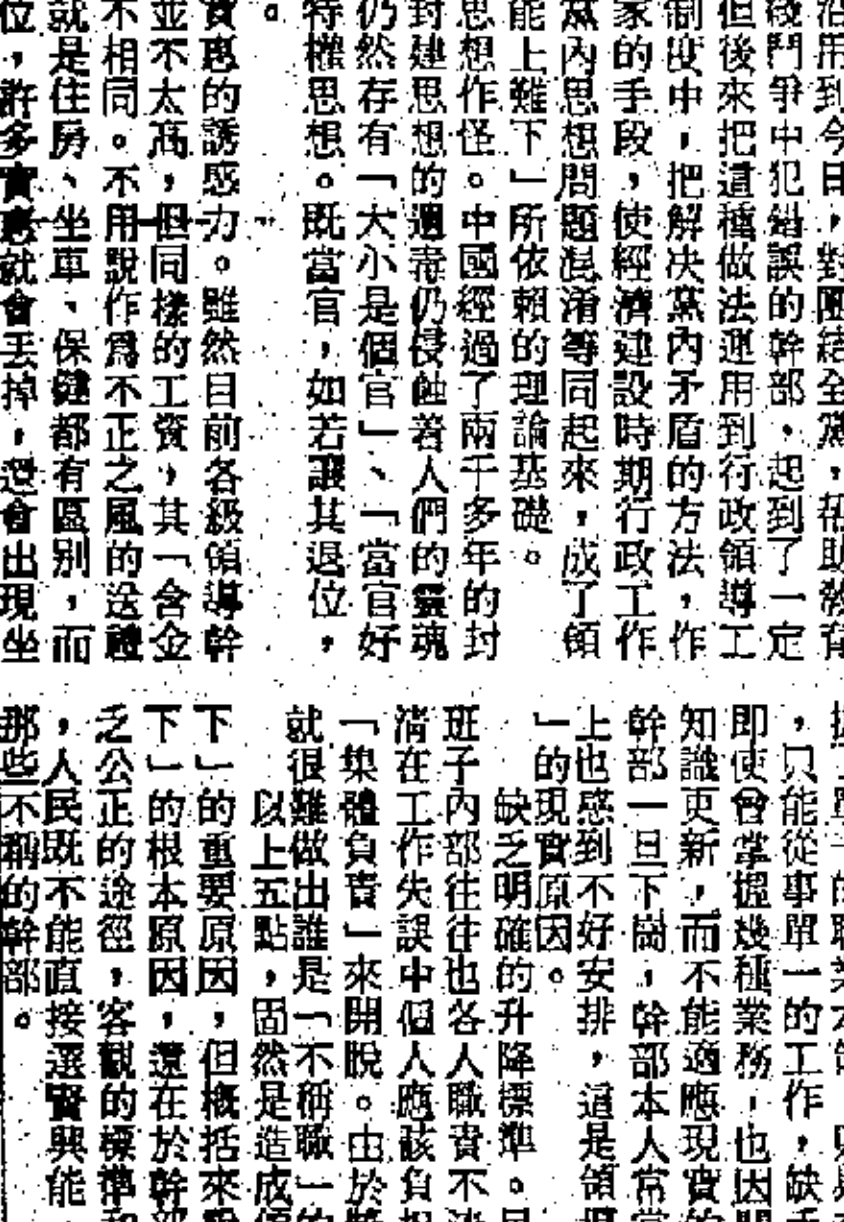 沿用到今日，對團結全黨，帮助教育
綫鬥爭中犯錯誤的幹部，起到了一定
但後來把這種做法運用到行政領導工
制度中，把解决黨內矛盾的方法，作
家的手段，使經濟建設時期行政工作
黨內思想問題混淆等同起來，成了領
能上難下」所依賴的理論基礎。
思想作怪。中國經過了兩千多年的封
封建思想的遺毒仍侵蝕着人們的靈魂
仍然存有「大小是個官」、「當官好
特權思想。既當官，如若讓其退位，
。
實惠的誘惑力。雖然目前各級領導幹
並不太高，但同樣的工資，其「含金
不相同。不用說作爲不正之風的送禮
就是住房、坐車、保健都有區别，而
位，許多實惠就會丟掉，還會出現坐
，只能從事單一的工作，缺乏
即使曾掌握幾種業務，也因
知識更新，而不能適應現實的
幹部一旦下崗，幹部本人常常
上也感到不好安排，這是領導
」的現實原因。
缺乏明確的升降標準。
班子內部往往也各人職責不清
淆在工作失誤中個人應該負
「集體負責」來開脫。由於
就很難做出誰是「不稱職」的
以上五點，固然是造成
下」的重要原因，但概括來說
下」的根本原因，還在於幹部
乏公正的途徑，客觀的標準和
，人民既不能直接選賢興能，
那些不稱的幹部。